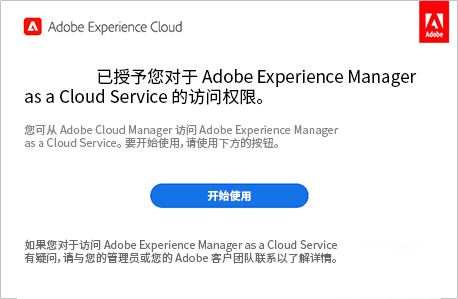 Adobe Experience Cloud
Adobe
已授予您对于 Adobe Experience Manager
as a Cloud Service 的访问权限。
您可从 Adobe Cloud Manager 访问 Adobe Experience Manager
as a Cloud Service。要开始使用,请使用下方的按钮。
开始使用
如果您对于访问 Adobe Experience Manager as a Cloud Service
有疑问,请与您的管理员或您的 Adobe 客户团队联系以了解详情。